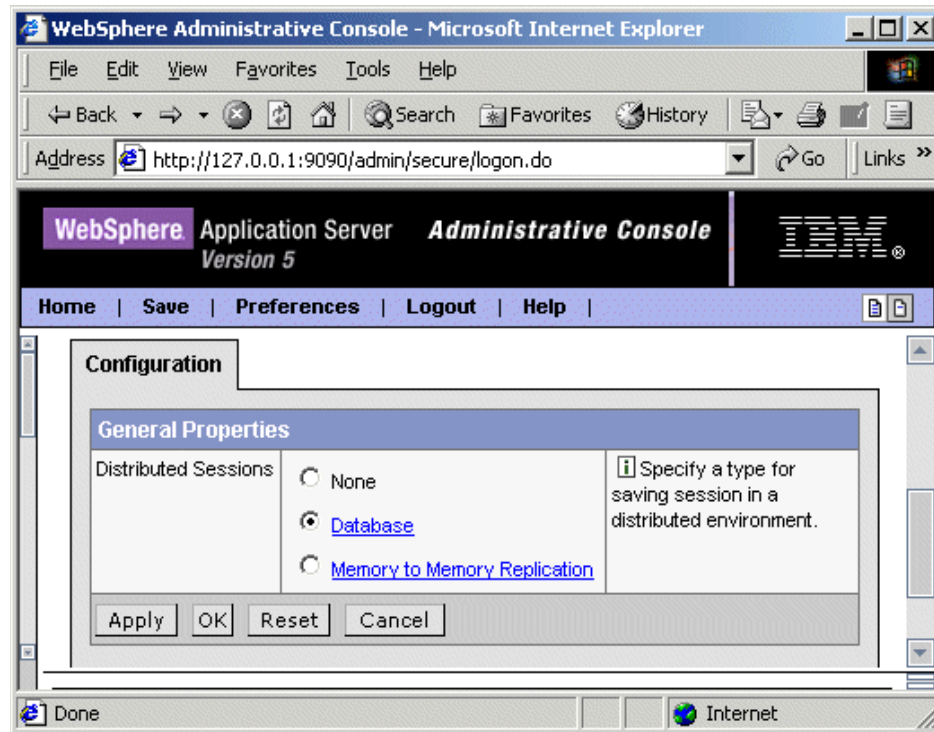 WebSphere Administrative Console - Microsoft Internet Explorer
File Edit View Favorites Tools Help
Back Search Favorites History
Address http://127.0.0.1:9090/admin/secure/logon.do Go Links »
WebSphere. Application Server Administrative Console IBM®
Version 5
Home | Save | Preferences | Logout | Help |
Configuration
General Properties
Distributed Sessions
None
Database
Memory to Memory Replication
i Specify a type for
saving session in a
distributed environment.
Apply OK Reset Cancel
Done Internet